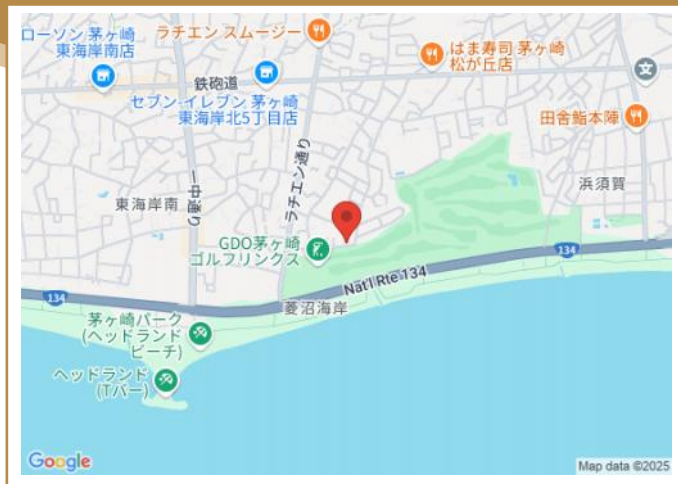 ローソン 茅ヶ崎
東海岸南店
ラチエン スムージー
はま寿司 茅ヶ崎
松が丘店
鉄砲道
セブン-イレブン 茅ヶ崎
東海岸北5丁目店
文
田舎鮨本陣
ラチエン通り
一中通り
東海岸南
浜須賀
GDO茅ヶ崎
ゴルフリンクス
134
Nat'l Rte 134
134
菱沼海岸
茅ヶ崎パーク
(ヘッドランド
ビーチ)
ヘッドランド
(Tバー)
Google
Map data ©2025